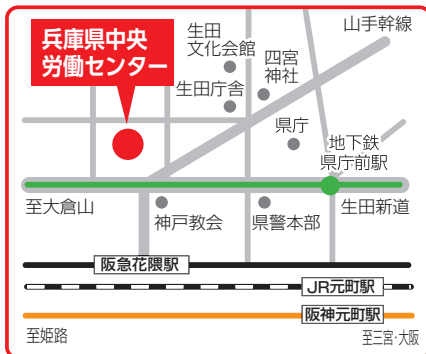 兵庫県中央
労働センター
生田
文化会館
山手幹線
四宮
神社
生田庁舎
県庁
地下鉄
県庁前駅
至大倉山
神戸教会
県警本部
生田新道
阪急花隈駅
JR元町駅
阪神元町駅
至姫路
至三宮・大阪